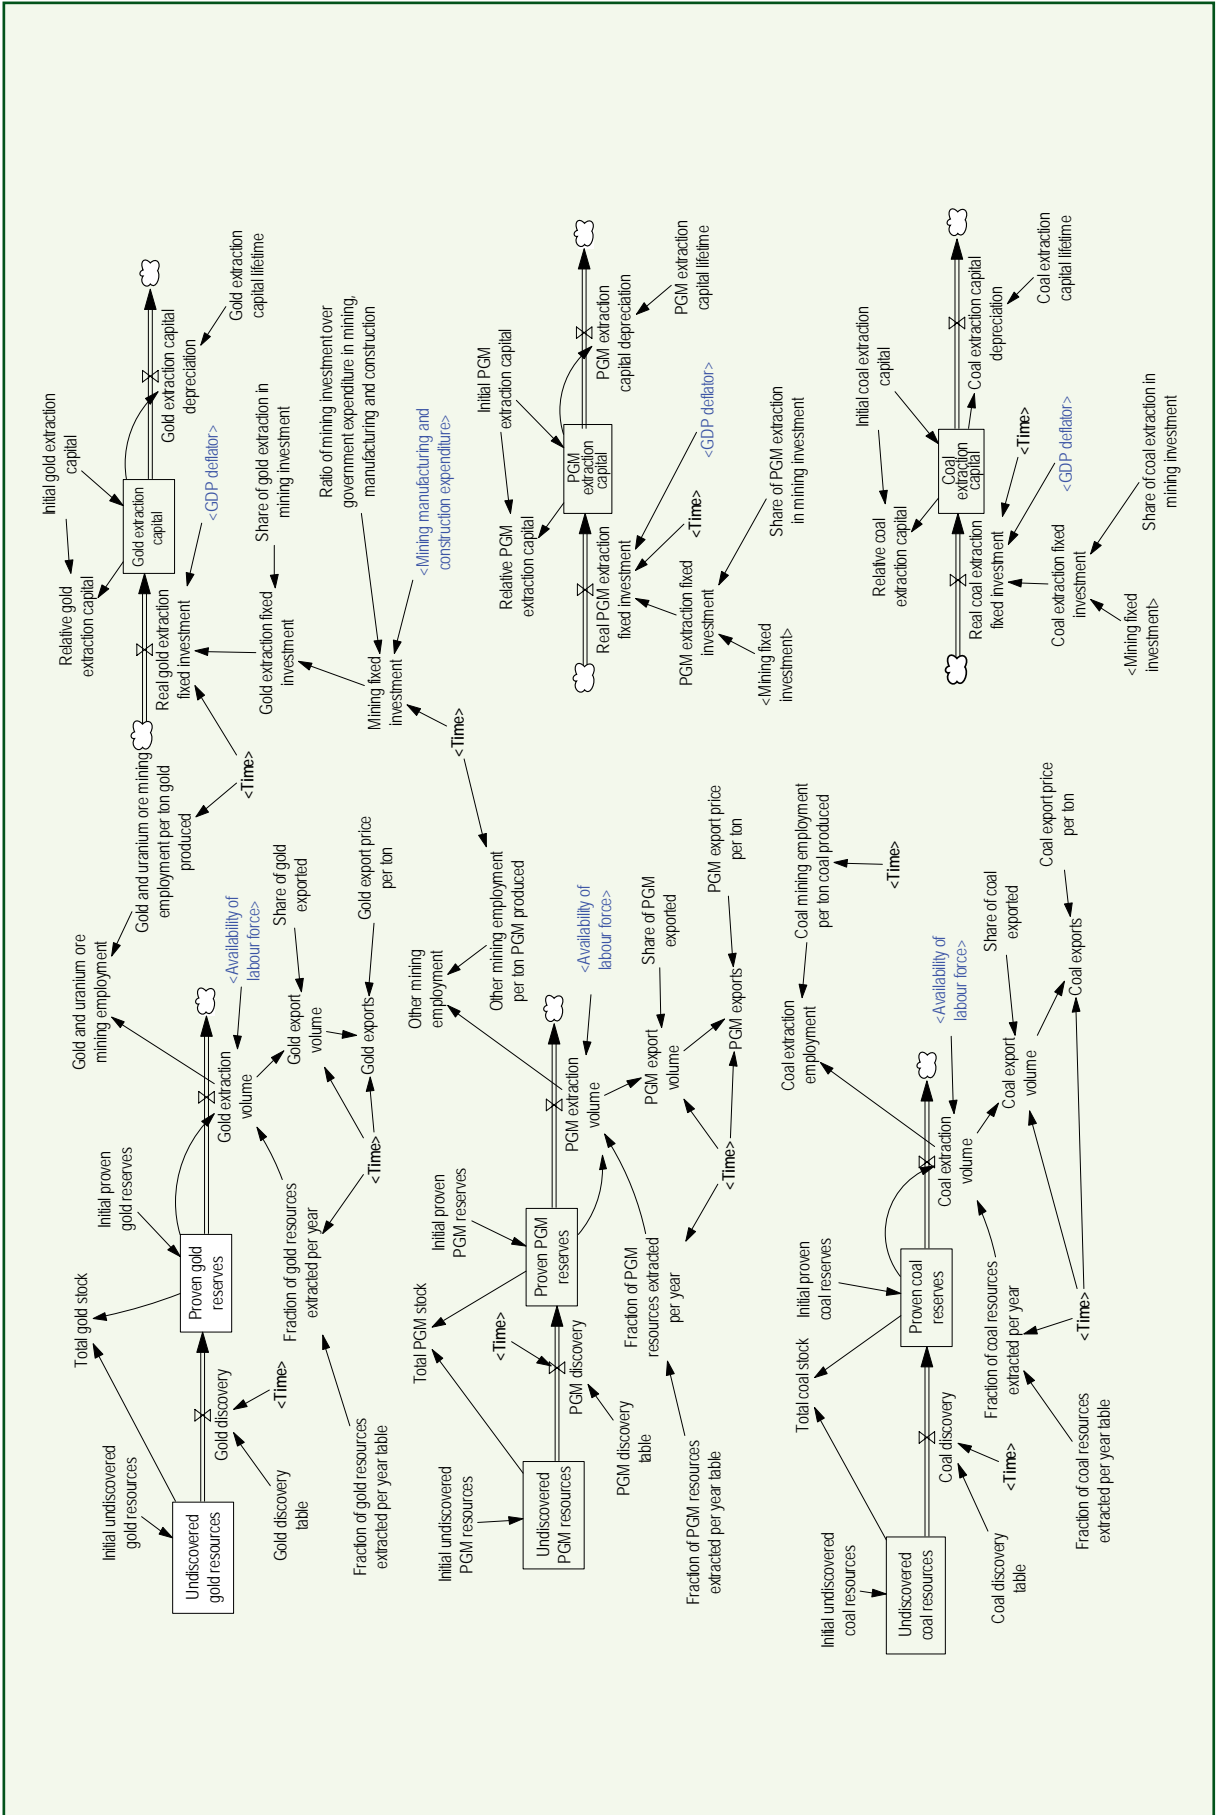 Initial undiscovered
gold resources
Undiscovered
gold resources
Total gold stock
Gold discovery
Gold discovery
table
<Time>
Initial proven
gold reserves
Proven gold
reserves
Fraction of gold resources
extracted per year
Fraction of gold resources
extracted per year table
<Time>
Gold and uranium ore
mining employment
Gold extraction
volume
<Availability of
labour force>
Gold export
volume
Share of gold
exported
Gold exports
Gold export price
per ton
Gold and uranium ore mining
employment per ton gold
produced
<Time>
Initial gold extraction
capital
Relative gold
extraction capital
Gold extraction
capital
Real gold extraction
fixed investment
Gold extraction capital
depreciation
Gold extraction
capital lifetime
<GDP deflator>
Gold extraction fixed
investment
Share of gold extraction in
mining investment
Ratio of mining investment over
government expenditure in mining,
manufacturing and construction
Mining fixed
investment
<Mining manufacturing and
construction expenditure>
<Time>
Initial undiscovered
PGM resources
Undiscovered
PGM resources
Total PGM stock
<Time>
PGM discovery
PGM discovery
table
Initial proven
PGM reserves
Proven PGM
reserves
Fraction of PGM
resources extracted
per year
Fraction of PGM resources
extracted per year table
<Time>
Other mining
employment
Other mining employment
per ton PGM produced
PGM extraction
volume
<Availability of
labour force>
PGM export
volume
Share of PGM
exported
PGM exports
PGM export price
per ton
Initial PGM
extraction capital
Relative PGM
extraction capital
PGM
extraction
capital
Real PGM extraction
fixed investment
PGM extraction
capital depreciation
PGM extraction
capital lifetime
<GDP deflator>
<Time>
PGM extraction fixed
investment
Share of PGM extraction
in mining investment
<Mining fixed
investment>
Initial undiscovered
coal resources
Undiscovered
coal resources
Total coal stock
Coal discovery
Coal discovery
table
<Time>
Initial proven
coal reserves
Proven coal
reserves
Fraction of coal resources
extracted per year
Fraction of coal resources
extracted per year table
<Time>
Coal extraction
employment
Coal mining employment
per ton coal produced
<Time>
Coal extraction
volume
<Availability of
labour force>
Coal export
volume
Share of coal
exported
Coal exports
Coal export price
per ton
Initial coal extraction
capital
Relative coal
extraction capital
Coal
extraction
capital
Real coal extraction
fixed investment
Coal extraction capital
depreciation
Coal extraction
capital lifetime
<Time>
<GDP deflator>
Coal extraction fixed
investment
Share of coal extraction in
mining investment
<Mining fixed
investment>